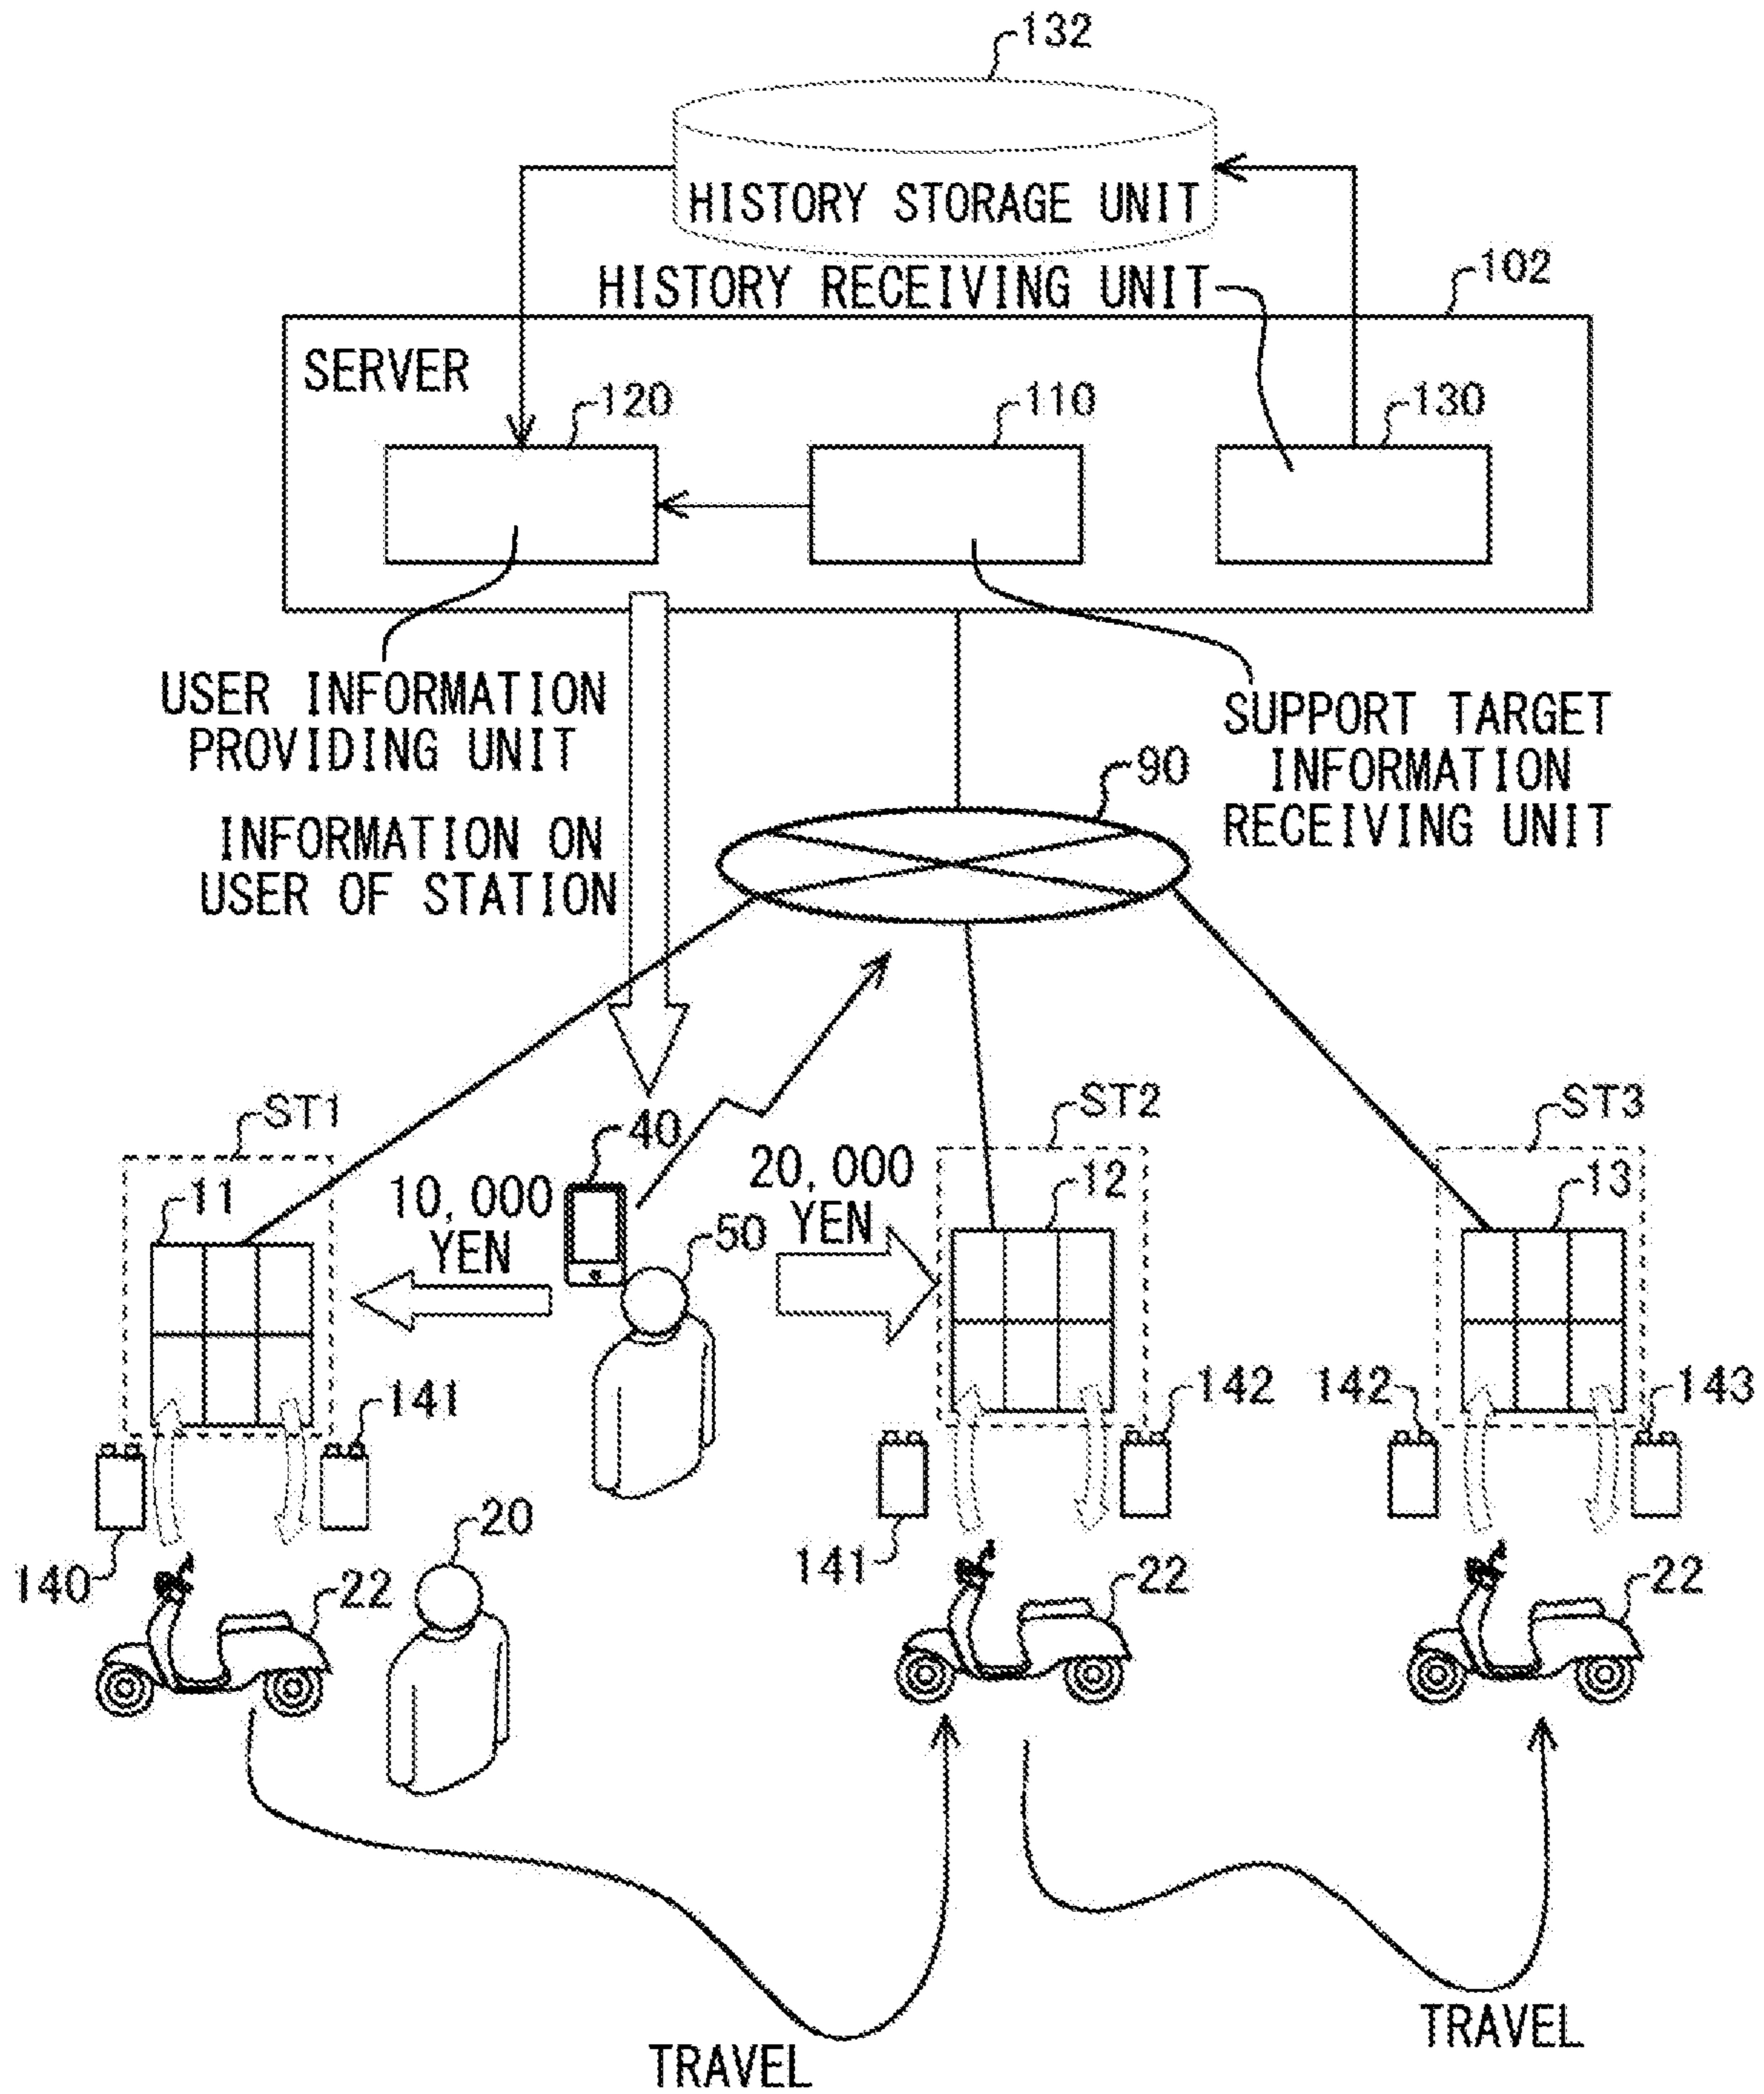 132
HISTORY STORAGE UNIT
HISTORY RECEIVING UNIT
102
SERVER
120
110
130
USER INFORMATION
PROVIDING UNIT
SUPPORT TARGET
INFORMATION
RECEIVING UNIT
90
INFORMATION ON
USER OF STATION
ST1
40
ST2
ST3
11
10,000
YEN
20,000
YEN
50
12
13
141
142
142
143
140
20
22
141
22
22
TRAVEL
TRAVEL